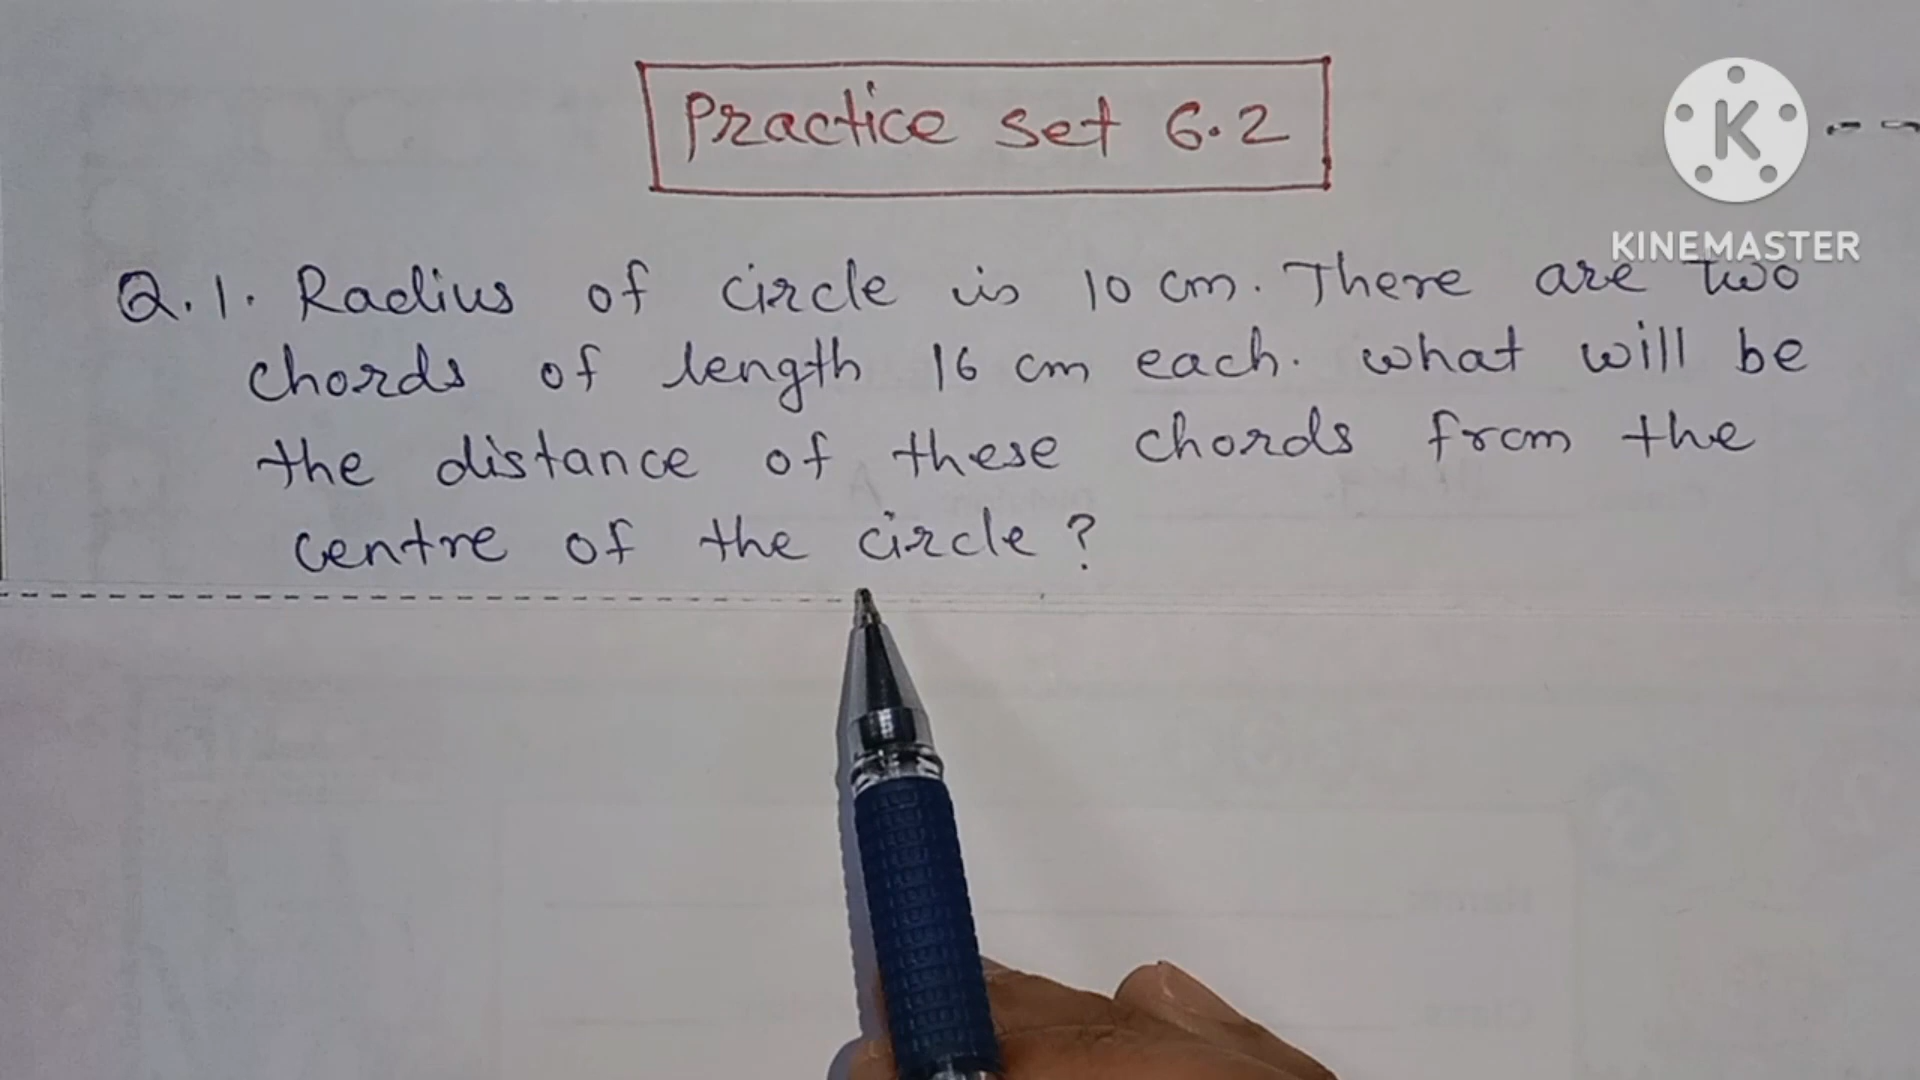 Practice set 6.2
K
KINEMASTER
Q.1. Radius of circle is 10 cm. There are two
chords of length 16 cm each. what will be
the distance of these chords from the
centre of the circle?